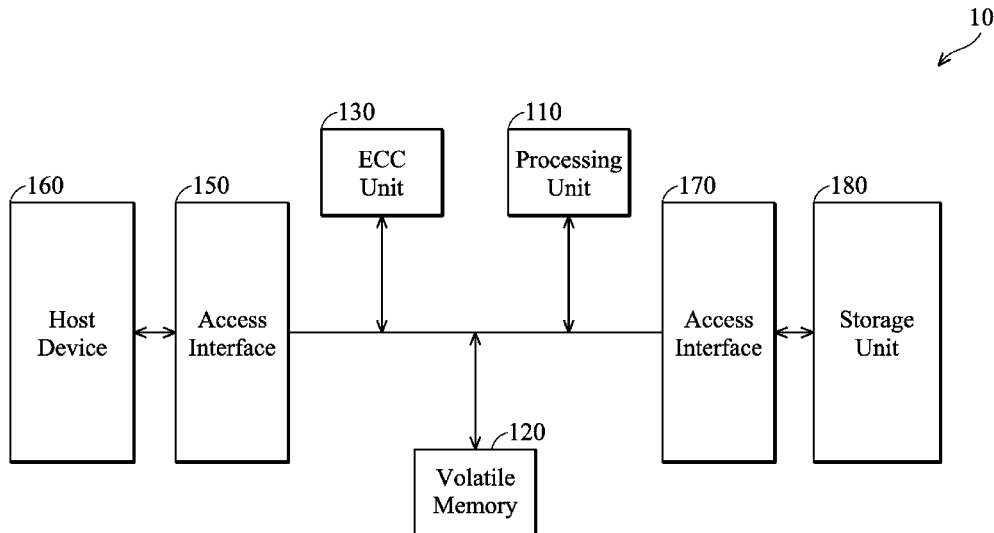 10
130
ECC
Unit
110
Processing
Unit
160
Host
Device
150
Access
Interface
170
Access
Interface
180
Storage
Unit
120
Volatile
Memory